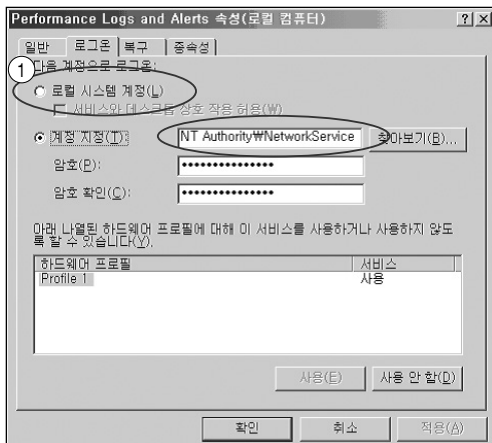 Performance Logs and Alerts 속성(로컬 컴퓨터)
? ×
일반 로그온 복구 종속성
1
다음 계정으로 로그온:
로컬 시스템 계정(L)
서비스와 데스크톱 상호 작용 허용(W)
계정 지정(T): NT Authority₩NetworkService 찾아보기(B)...
암호(P): •••••••••••••••
암호 확인(C): •••••••••••••••
아래 나열된 하드웨어 프로필에 대해 이 서비스를 사용하거나 사용하지 않도
록 할 수 있습니다(Y).
하드웨어 프로필 서비스
Profile 1 사용
사용(E) 사용 안 함(D)
확인 취소 적용(A)